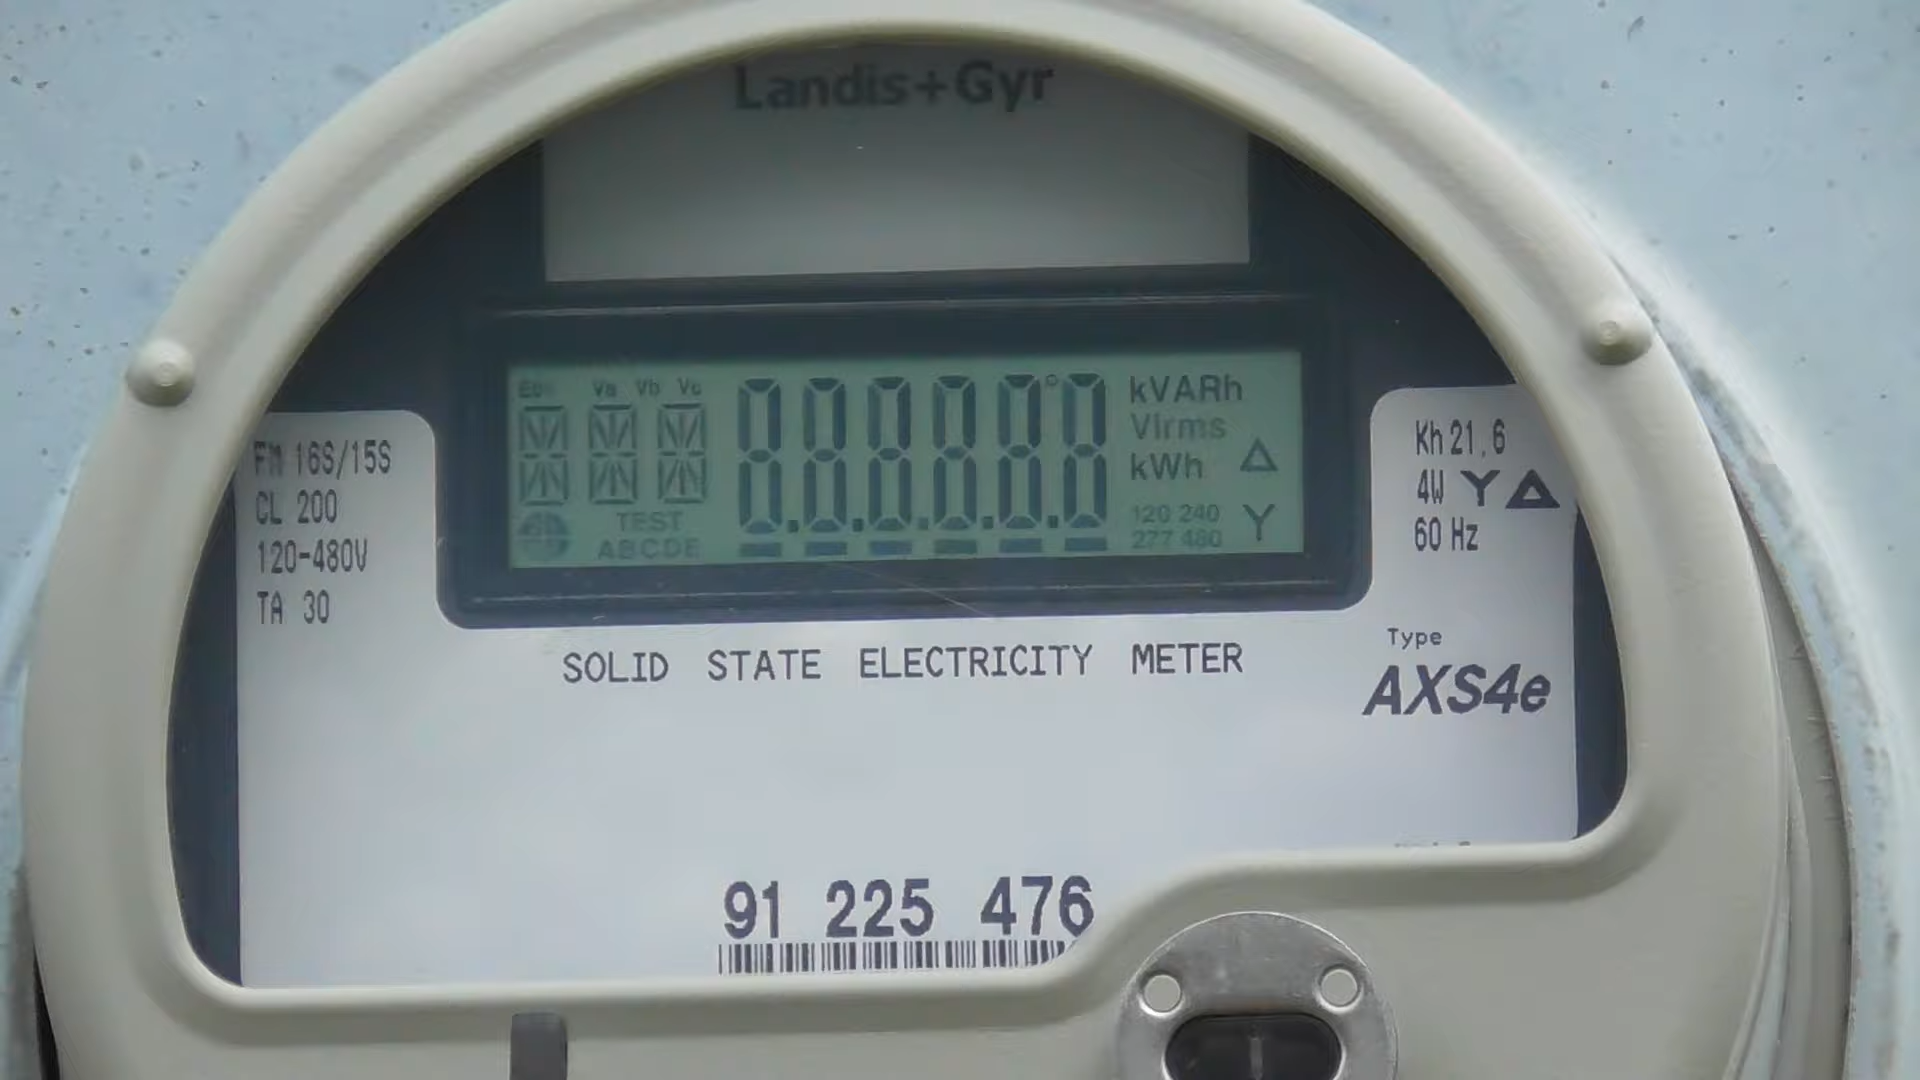 Landis+Gyr
Va Vb Vc
888888
kVARh
VIrms
kWh
TEST
ABCDE
120 240
277 480
Y
FM 16S/15S
CL 200
120-480V
TA 30
Kh 21.6
4W Y Δ
60 Hz
SOLID STATE ELECTRICITY METER
Type
AXS4e
91 225 476